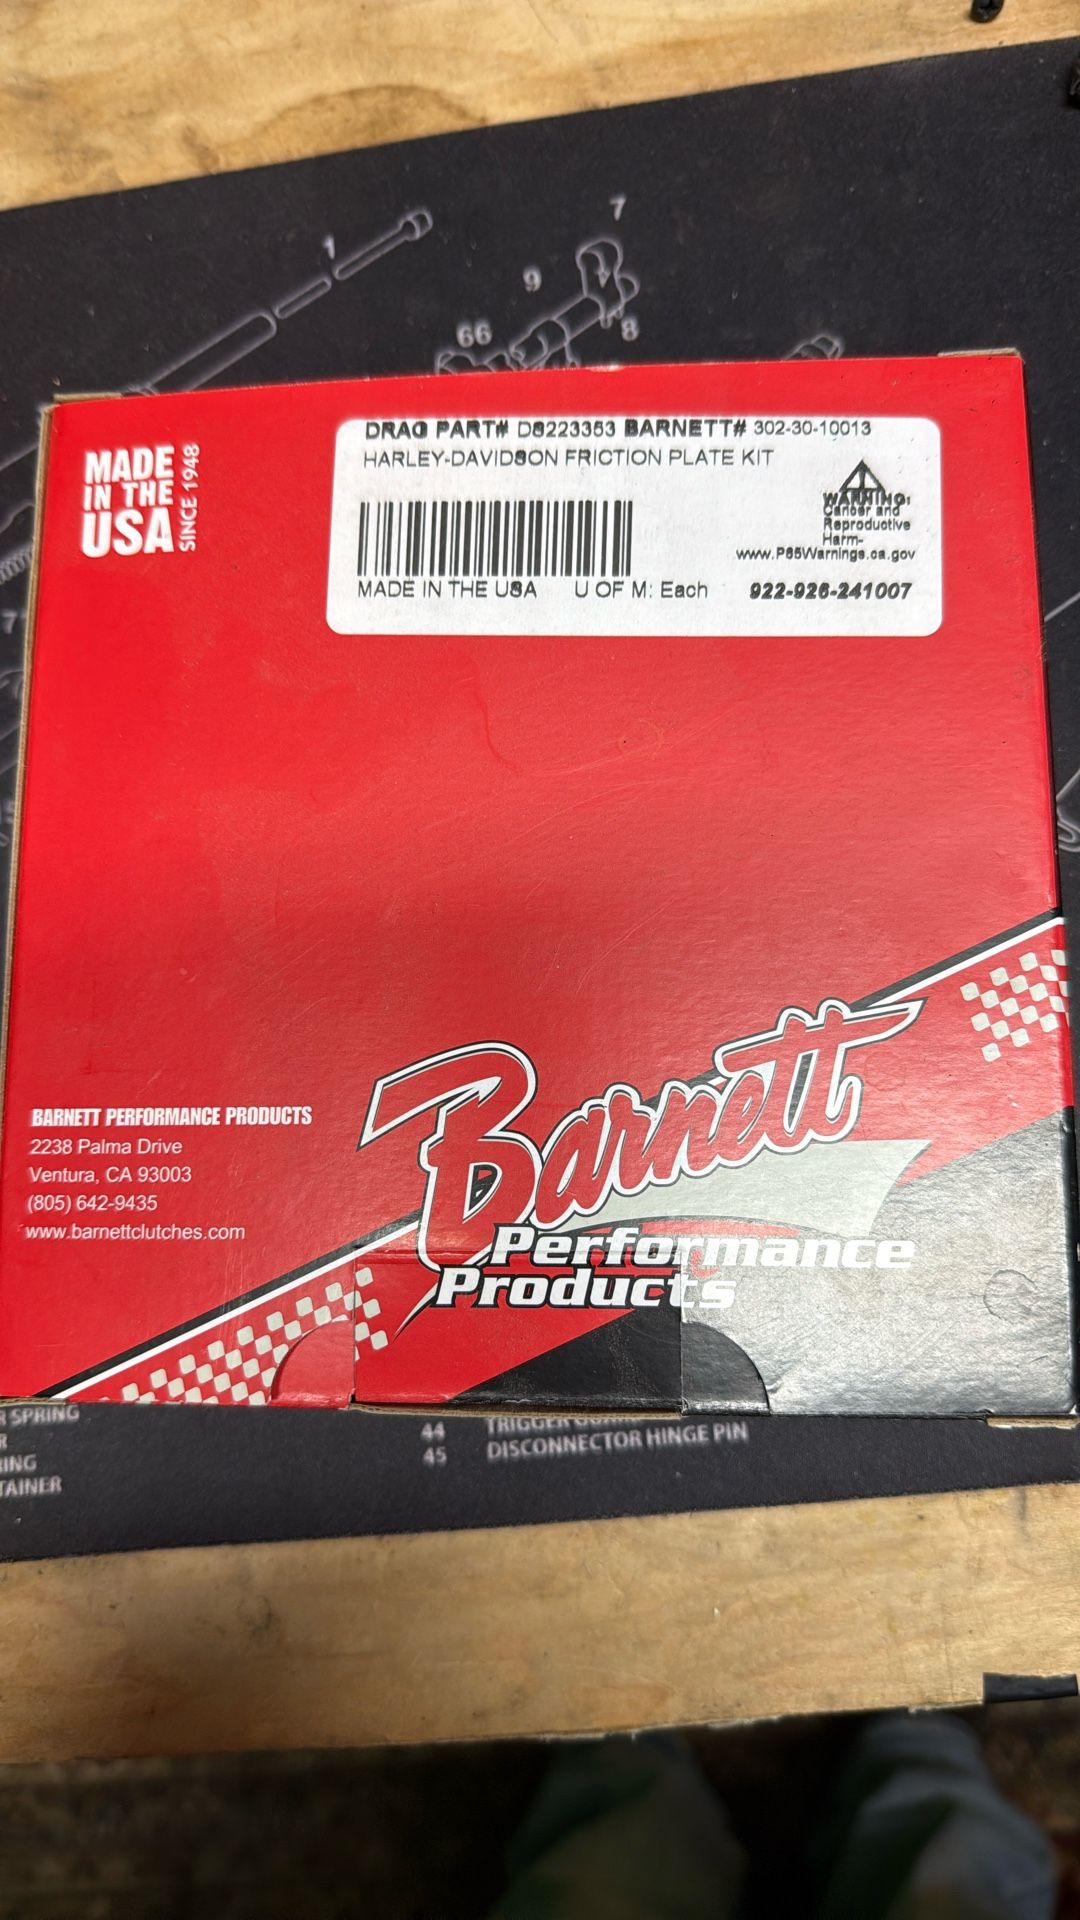 1
7
9
66
8
MADE
IN THE
USA
SINCE 1948
DRAG PART# DS223353 BARNETT# 302-30-10013
HARLEY-DAVIDSON FRICTION PLATE KIT
WARNING:
Cancer and
Reproductive
Harm-
www.P65Warnings.ca.gov
MADE IN THE USA U OF M: Each 922-926-241007
7
BARNETT PERFORMANCE PRODUCTS
2238 Palma Drive
Ventura, CA 93003
(805) 642-9435
www.barnettclutches.com
Barnett
Performance
Products
SPRING
44 TRIGGER
45 DISCONNECTOR HINGE PIN